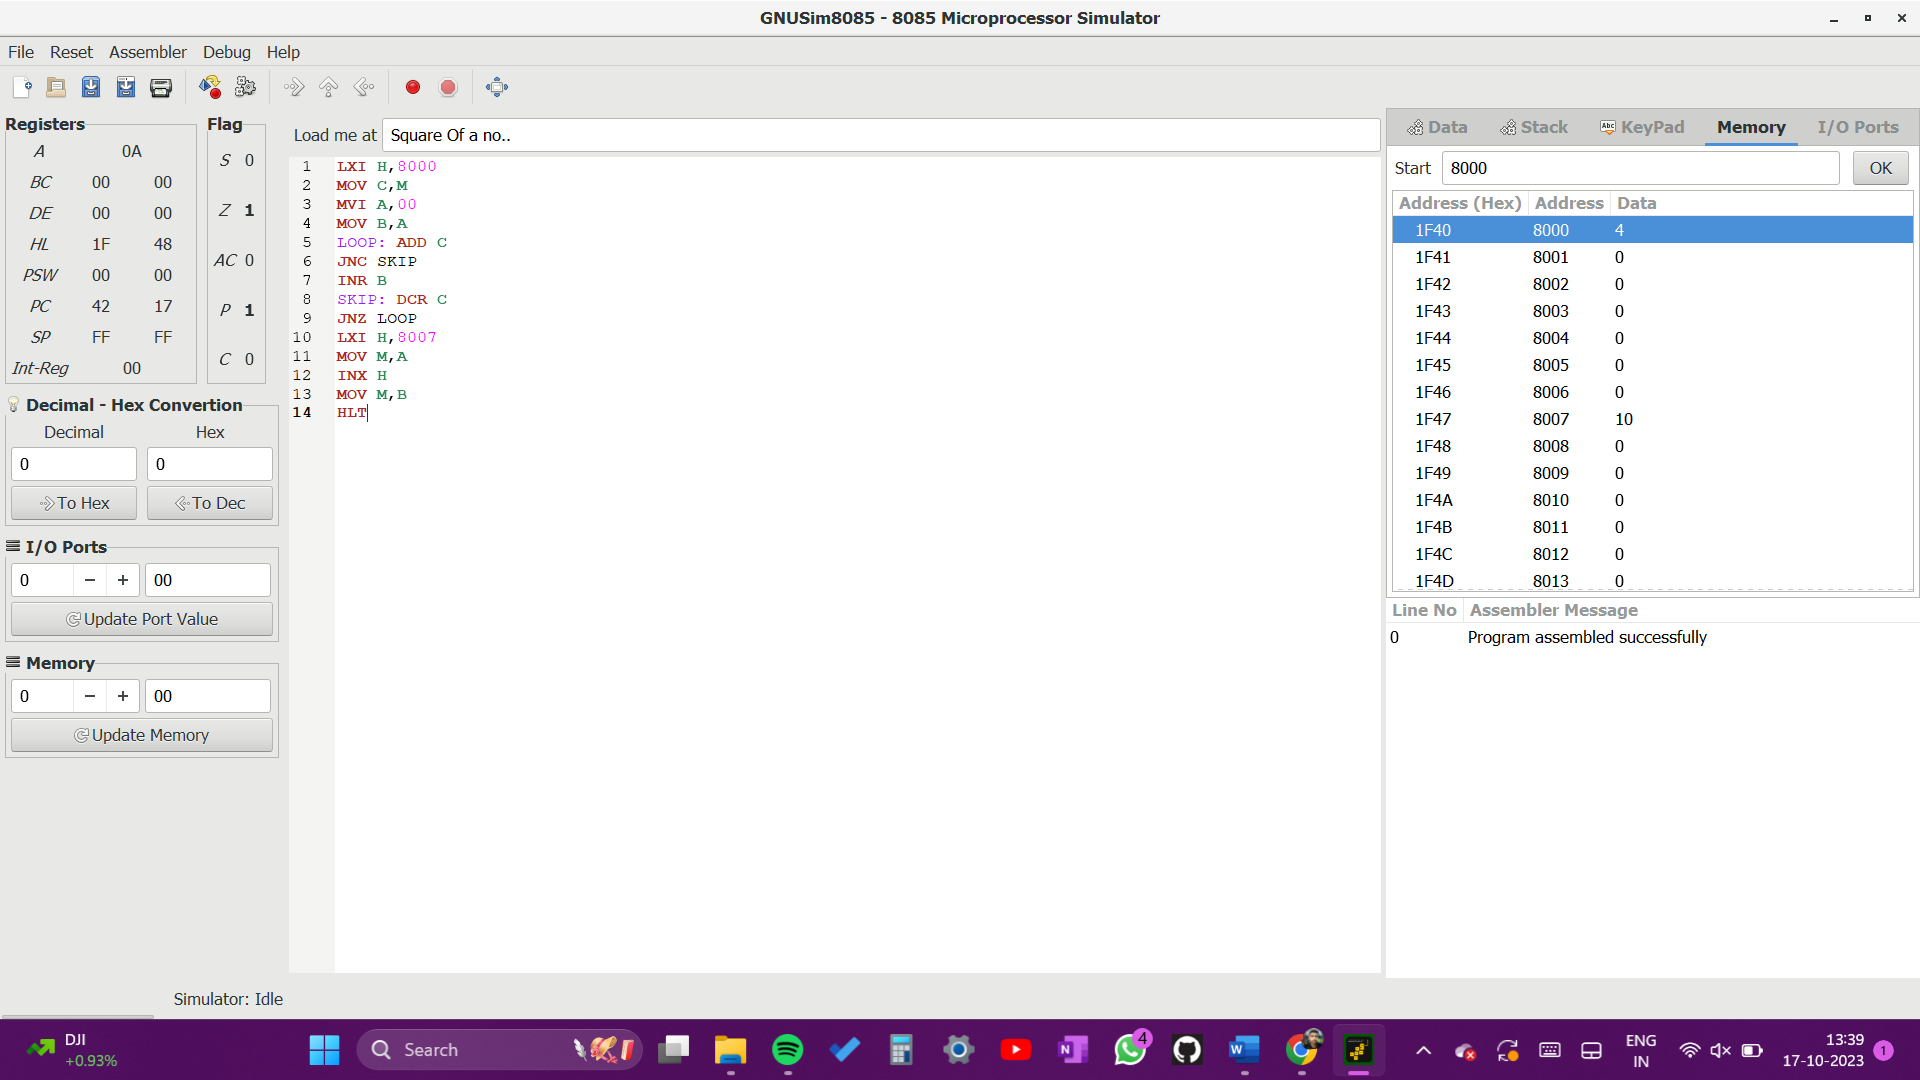 GNUSim8085 - 8085 Microprocessor Simulator
File Reset Assembler Debug Help
Registers
A 0A
BC 00 00
DE 00 00
HL 1F 48
PSW 00 00
PC 42 17
SP FF FF
Int-Reg 00
Flag
S 0
Z 1
AC 0
P 1
C 0
Decimal - Hex Convertion
Decimal Hex
0 0
To Hex To Dec
I/O Ports
0 − + 00
Update Port Value
Memory
0 − + 00
Update Memory
Load me at Square Of a no..
1 LXI H,8000
2 MOV C,M
3 MVI A,00
4 MOV B,A
5 LOOP: ADD C
6 JNC SKIP
7 INR B
8 SKIP: DCR C
9 JNZ LOOP
10 LXI H,8007
11 MOV M,A
12 INX H
13 MOV M,B
14 HLT
Data Stack Abc KeyPad Memory I/O Ports
Start 8000 OK
Address (Hex) Address Data
1F40 8000 4
1F41 8001 0
1F42 8002 0
1F43 8003 0
1F44 8004 0
1F45 8005 0
1F46 8006 0
1F47 8007 10
1F48 8008 0
1F49 8009 0
1F4A 8010 0
1F4B 8011 0
1F4C 8012 0
1F4D 8013 0
Line No Assembler Message
0 Program assembled successfully
Simulator: Idle
DJI
+0.93%
Search
N
4
W
ENG
IN
13:39
17-10-2023
1